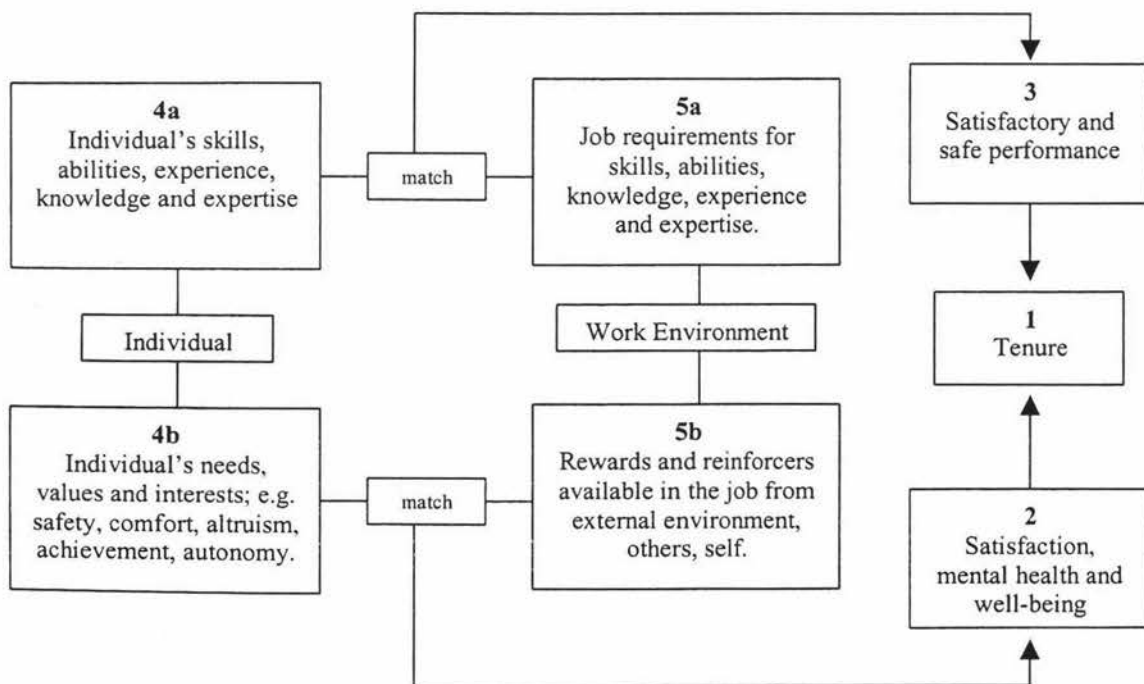 4a
Individual's skills,
abilities, experience,
knowledge and expertise
match
5a
Job requirements for
skills, abilities,
knowledge, experience
and expertise.
3
Satisfactory and
safe performance
Individual
Work Environment
1
Tenure
4b
Individual's needs,
values and interests; e.g.
safety, comfort, altruism,
achievement, autonomy.
match
5b
Rewards and reinforcers
available in the job from
external environment,
others, self.
2
Satisfaction,
mental health and
well-being